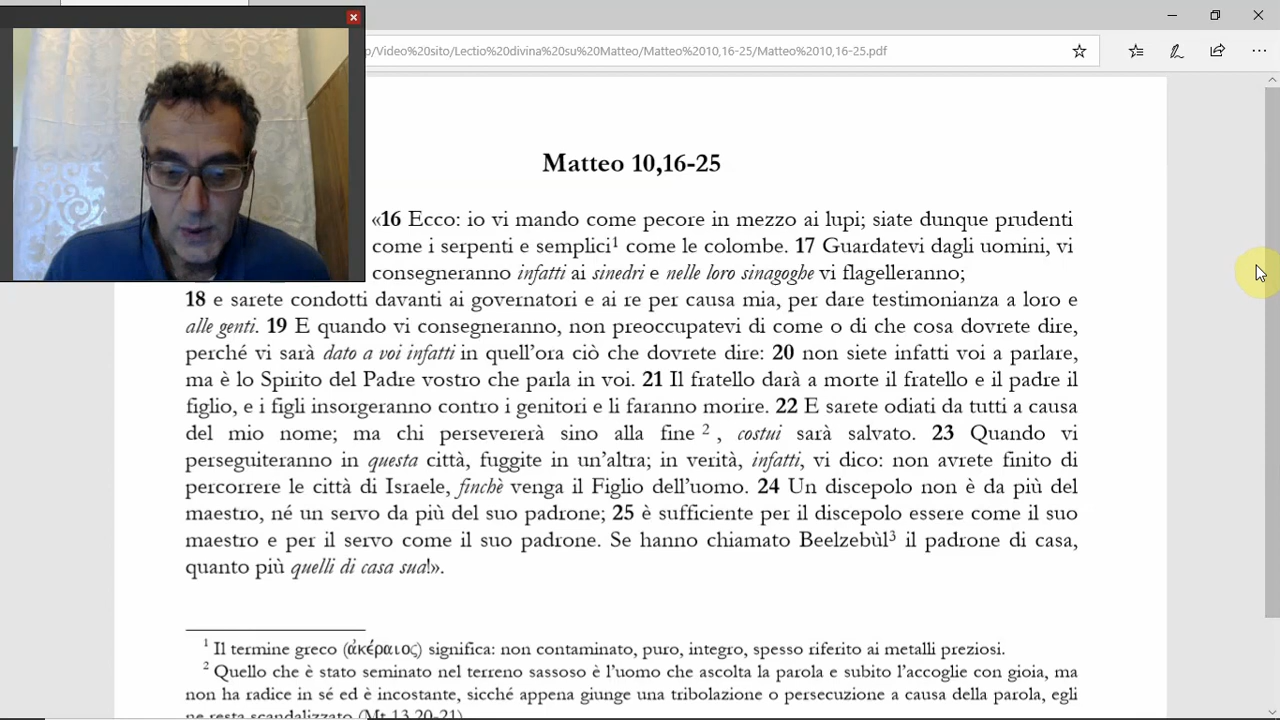 p/Video%20sito/Lectio%20divina%20su%20Matteo/Matteo%2010,16-25/Matteo%2010,16-25.pdf
Matteo 10,16-25
«16 Ecco: io vi mando come pecore in mezzo ai lupi; siate dunque prudenti
come i serpenti e semplici¹ come le colombe. 17 Guardatevi dagli uomini, vi
consegneranno infatti ai sinedri e nelle loro sinagoghe vi flagelleranno;
18 e sarete condotti davanti ai governatori e ai re per causa mia, per dare testimonianza a loro e
alle genti. 19 E quando vi consegneranno, non preoccupatevi di come o di che cosa dovrete dire,
perché vi sarà dato a voi infatti in quell'ora ciò che dovrete dire: 20 non siete infatti voi a parlare,
ma è lo Spirito del Padre vostro che parla in voi. 21 Il fratello darà a morte il fratello e il padre il
figlio, e i figli insorgeranno contro i genitori e li faranno morire. 22 E sarete odiati da tutti a causa
del mio nome; ma chi persevererà sino alla fine ², costui sarà salvato. 23 Quando vi
perseguiteranno in questa città, fuggite in un'altra; in verità, infatti, vi dico: non avrete finito di
percorrere le città di Israele, finchè venga il Figlio dell'uomo. 24 Un discepolo non è da più del
maestro, né un servo da più del suo padrone; 25 è sufficiente per il discepolo essere come il suo
maestro e per il servo come il suo padrone. Se hanno chiamato Beelzebùl³ il padrone di casa,
quanto più quelli di casa sua!».
¹ Il termine greco (ἀκέραιος) significa: non contaminato, puro, integro, spesso riferito ai metalli preziosi.
² Quello che è stato seminato nel terreno sassoso è l'uomo che ascolta la parola e subito l'accoglie con gioia, ma
non ha radice in sé ed è incostante, sicché appena giunge una tribolazione o persecuzione a causa della parola, egli
ne resta scandalizzato (Mt 13,20-21).